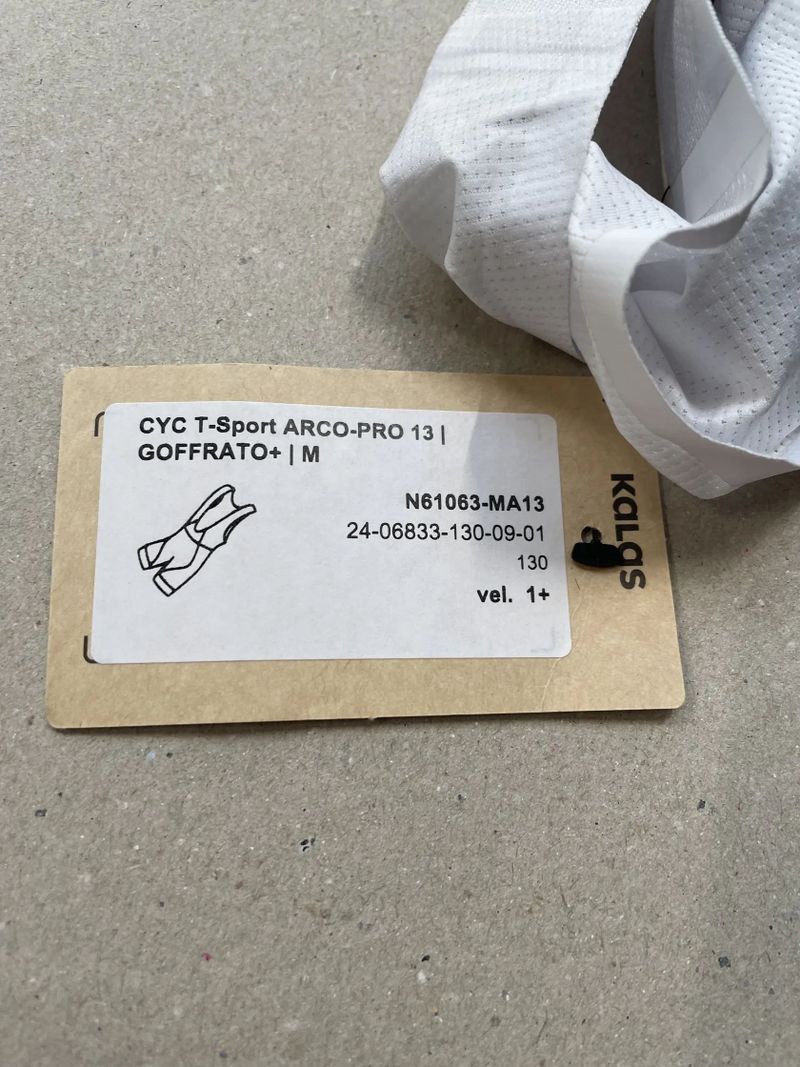 CYC T-Sport ARCO-PRO 13 |
GOFFRATO+ | M
N61063-MA13
24-06833-130-09-01
130
vel. 1+
KALAS